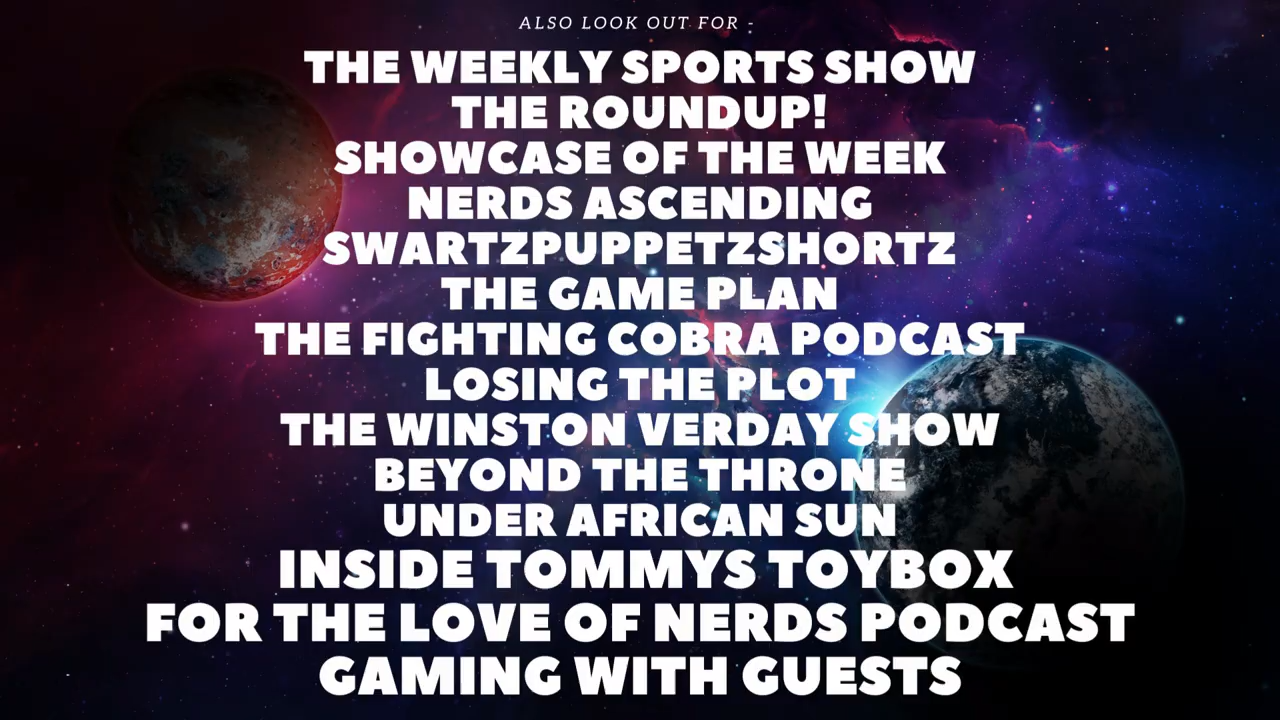 ALSO LOOK OUT FOR -
THE WEEKLY SPORTS SHOW
THE ROUNDUP!
SHOWCASE OF THE WEEK
NERDS ASCENDING
SWARTZPUPPETZSHORTZ
THE GAME PLAN
THE FIGHTING COBRA PODCAST
LOSING THE PLOT
THE WINSTON VERDAY SHOW
BEYOND THE THRONE
UNDER AFRICAN SUN
INSIDE TOMMYS TOYBOX
FOR THE LOVE OF NERDS PODCAST
GAMING WITH GUESTS